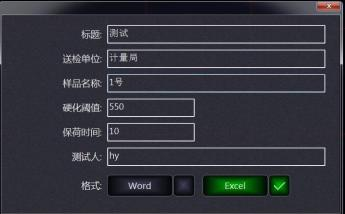 标题: 测试
送检单位: 计量局
样品名称: 1号
硬化阈值: 550
保荷时间: 10
测试人: hy
格式: Word Excel